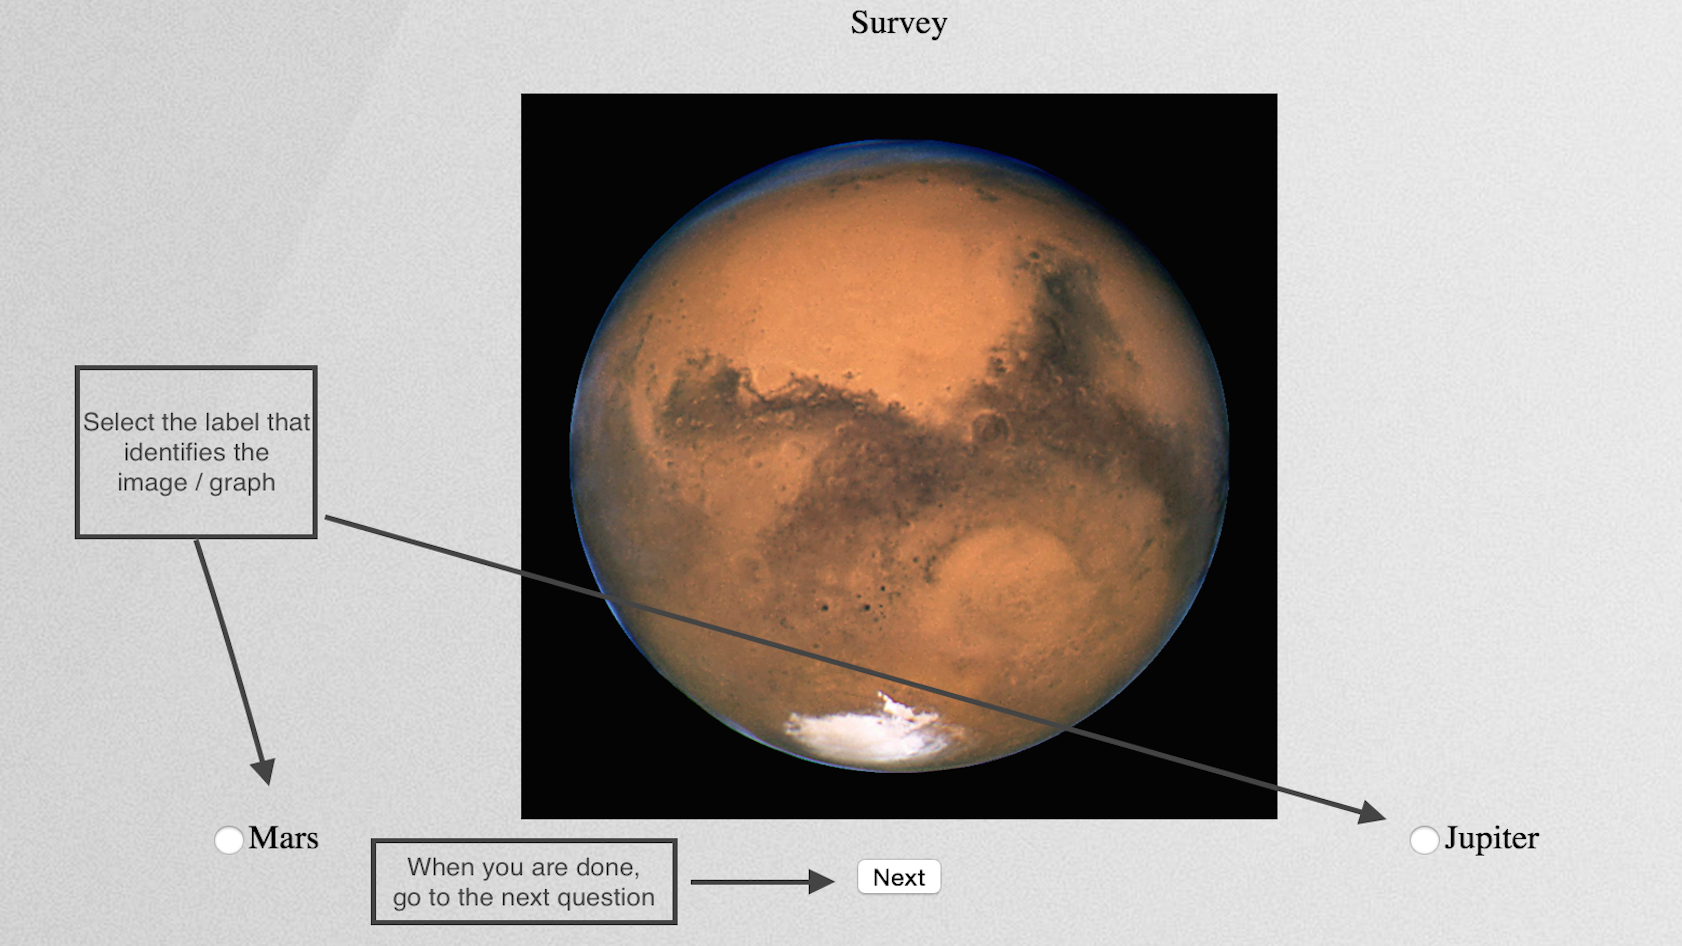 Survey
Select the label that
identifies the
image / graph
Mars
Jupiter
When you are done,
go to the next question
Next